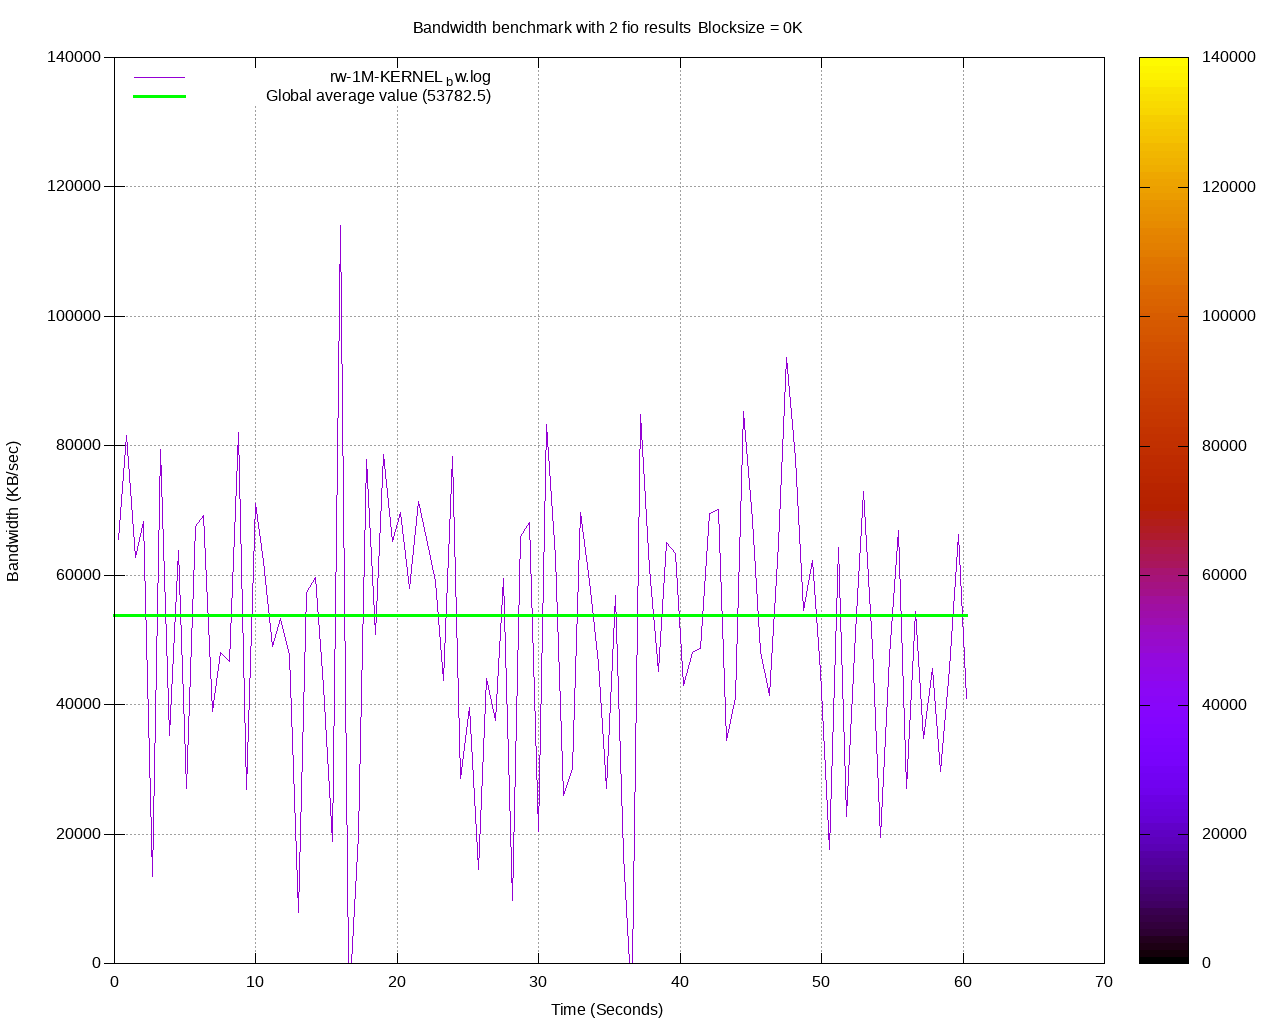 Bandwidth benchmark with 2 fio results Blocksize = 0K
rw-1M-KERNEL_bw.log
Global average value (53782.5)
140000
120000
100000
80000
60000
40000
20000
0
Bandwidth (KB/sec)
0 10 20 30 40 50 60 70
Time (Seconds)
140000
120000
100000
80000
60000
40000
20000
0